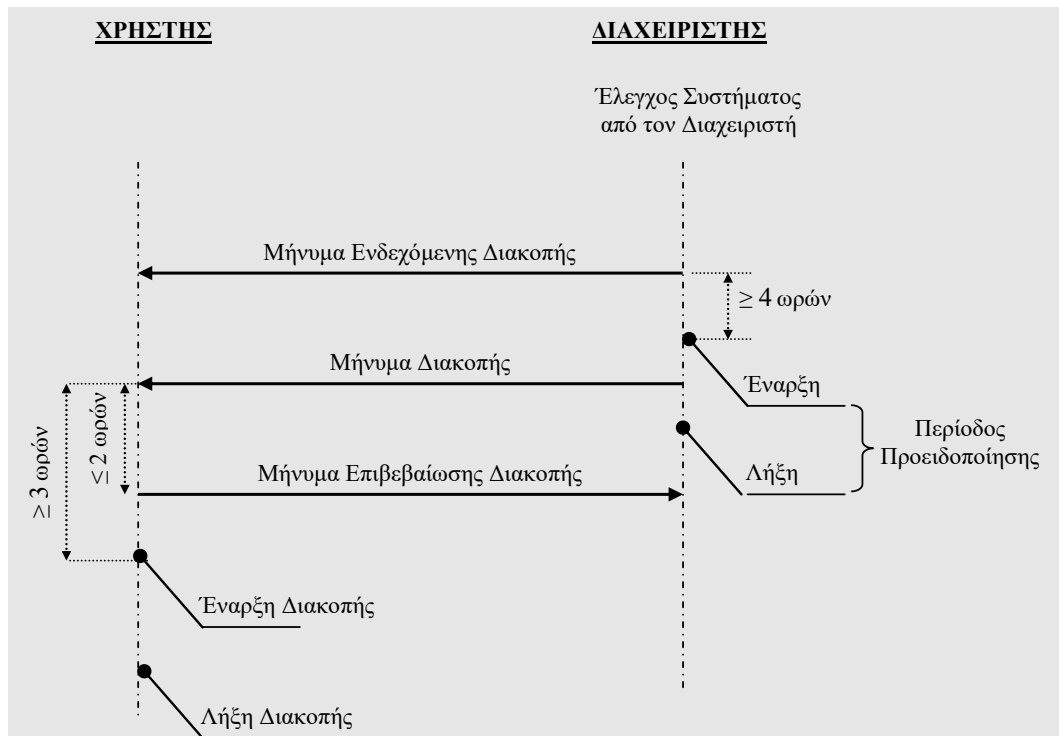 ΧΡΗΣΤΗΣ
ΔΙΑΧΕΙΡΙΣΤΗΣ
Έλεγχος Συστήματος
από τον Διαχειριστή
Μήνυμα Ενδεχόμενης Διακοπής
≥ 4 ωρών
Μήνυμα Διακοπής
Έναρξη
Περίοδος
Προειδοποίησης
≥ 3 ωρών
≤ 2 ωρών
Μήνυμα Επιβεβαίωσης Διακοπής
Λήξη
Έναρξη Διακοπής
Λήξη Διακοπής